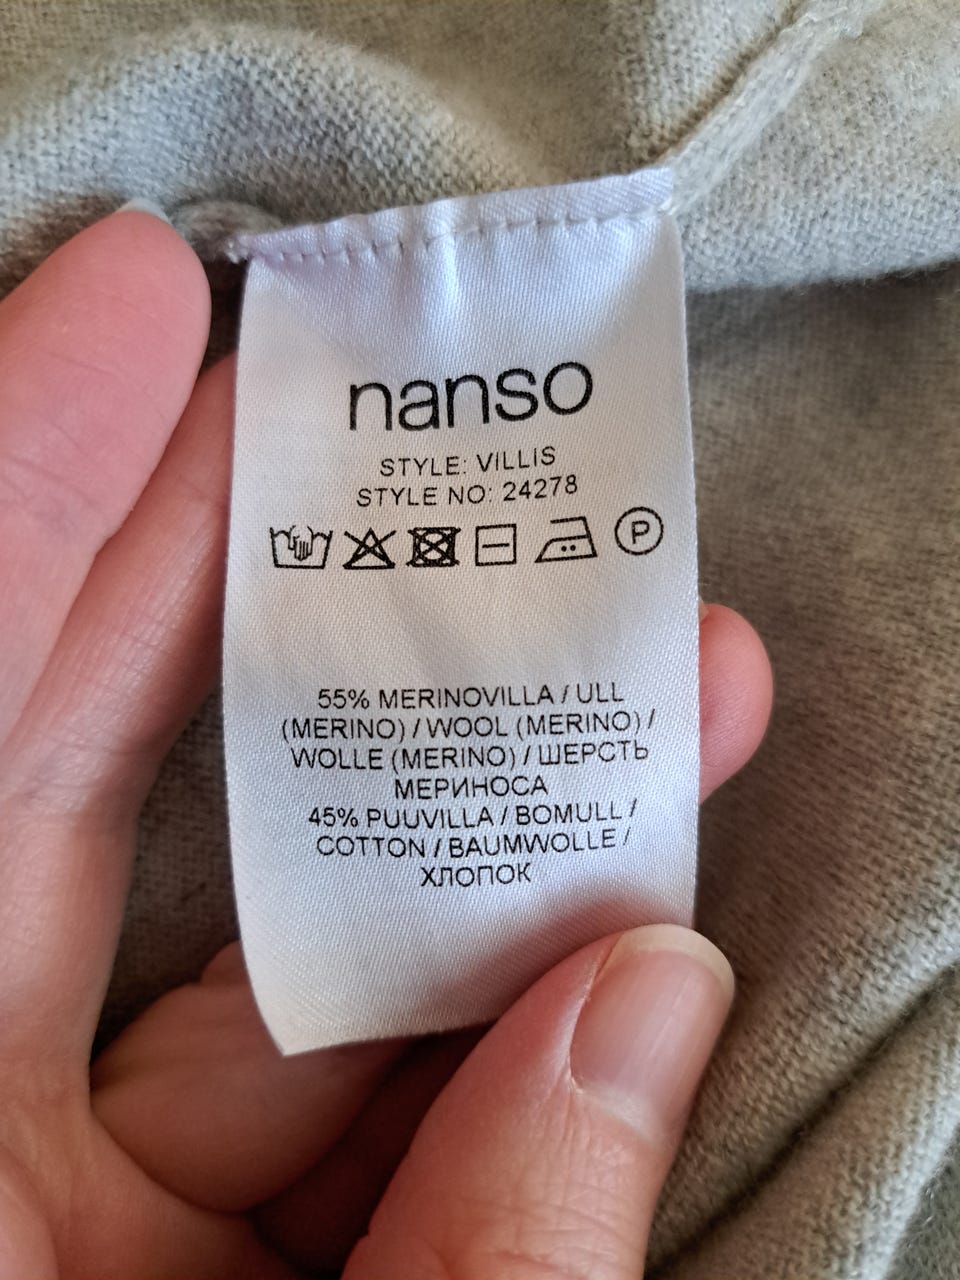 nanso
STYLE: VILLIS
STYLE NO: 24278
P
55% MERINOVILLA / ULL
(MERINO) / WOOL (MERINO) /
WOLLE (MERINO) / ШЕРСТЬ
МЕРИНОСА
45% PUUVILLA / BOMULL /
COTTON / BAUMWOLLE /
ХЛОПОК